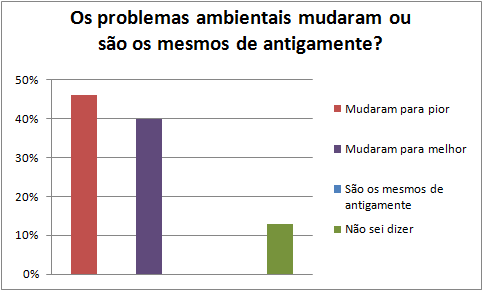 Os problemas ambientais mudaram ou
são os mesmos de antigamente?
50%
40%
30%
20%
10%
0%
Mudaram para pior
Mudaram para melhor
São os mesmos de
antigamente
Não sei dizer